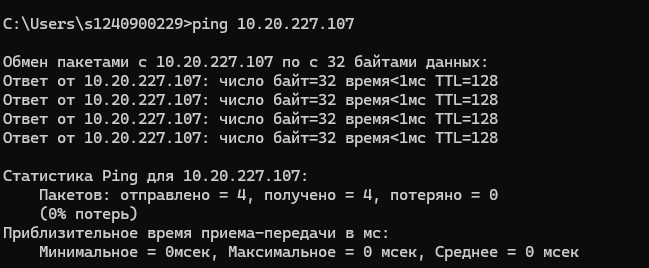 C:\Users\s1240900229>ping 10.20.227.107
Обмен пакетами с 10.20.227.107 по с 32 байтами данных:
Ответ от 10.20.227.107: число байт=32 время<1мс TTL=128
Ответ от 10.20.227.107: число байт=32 время<1мс TTL=128
Ответ от 10.20.227.107: число байт=32 время<1мс TTL=128
Ответ от 10.20.227.107: число байт=32 время<1мс TTL=128
Статистика Ping для 10.20.227.107:
Пакетов: отправлено = 4, получено = 4, потеряно = 0
(0% потерь)
Приблизительное время приема-передачи в мс:
Минимальное = 0мсек, Максимальное = 0 мсек, Среднее = 0 мсек